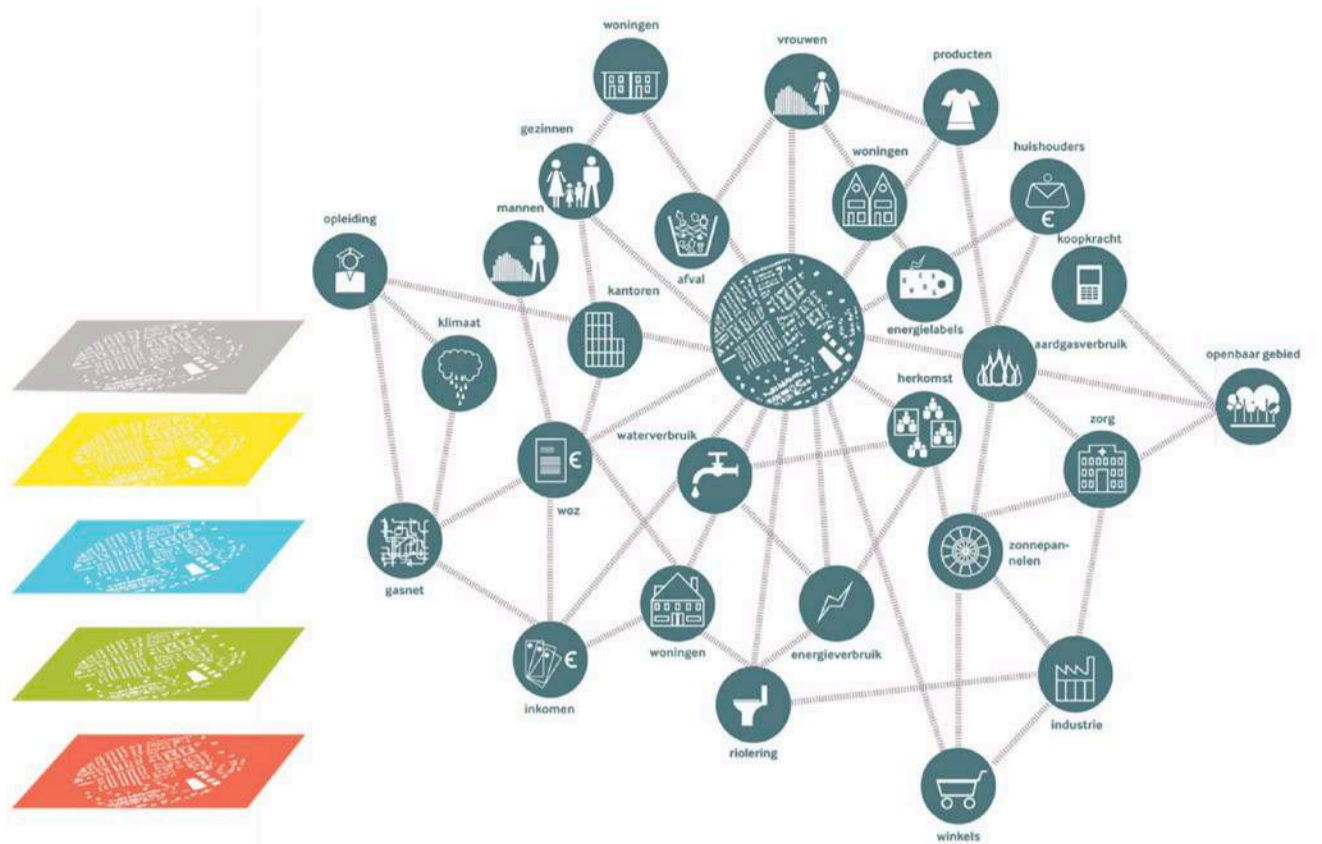 woningen
vrouwen
producten
gezinnen
woningen
huishouders
mannen
opleiding
afval
koopkracht
€
kantoren
klimaat
energielabels
aardgasverbruik
openbaar gebied
herkomst
zorg
waterverbruik
€
woz
zonnepan-
nelen
gasnet
woningen
energieverbruik
€
inkomen
riolering
industrie
winkels